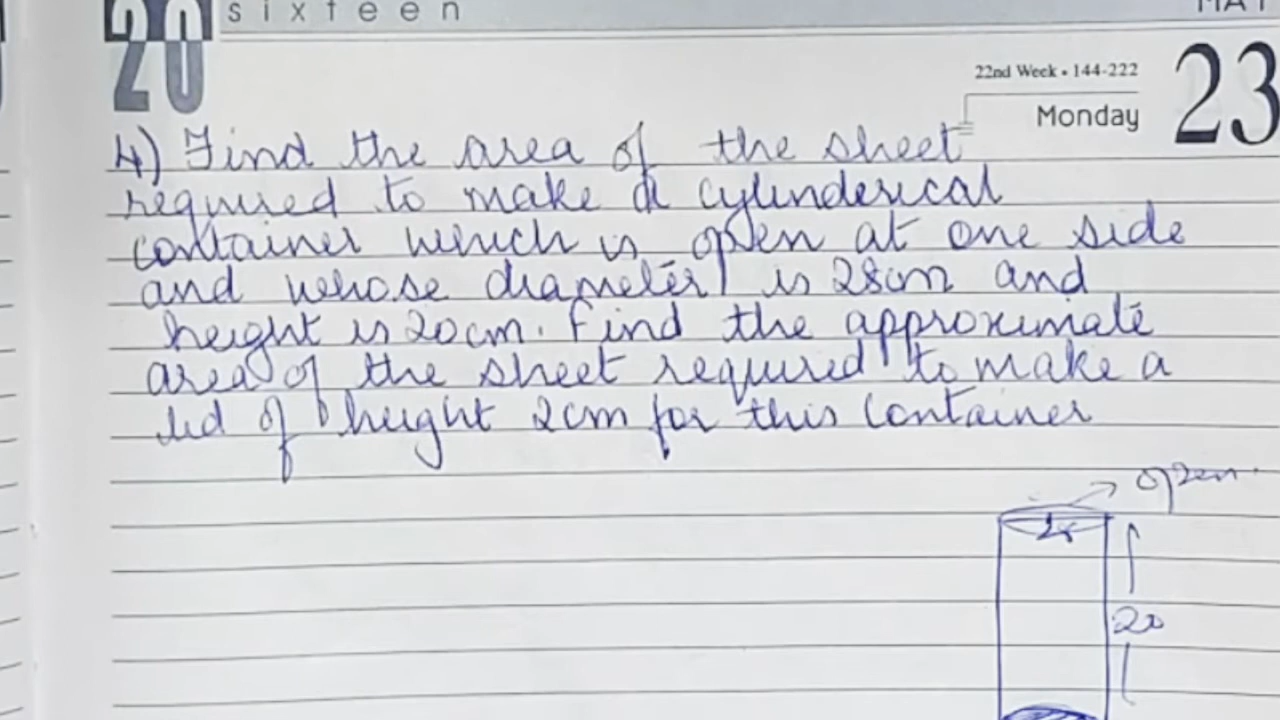 sixteen
MAY
20
22nd Week • 144-222
Monday
23
4) Find the area of the sheet
required to make a cylinderical
container which is open at one side
and whose diameter is 28cm and
height is 20cm. Find the approximate
area of the sheet required to make a
lid of height 2cm for this container
open.
28
20